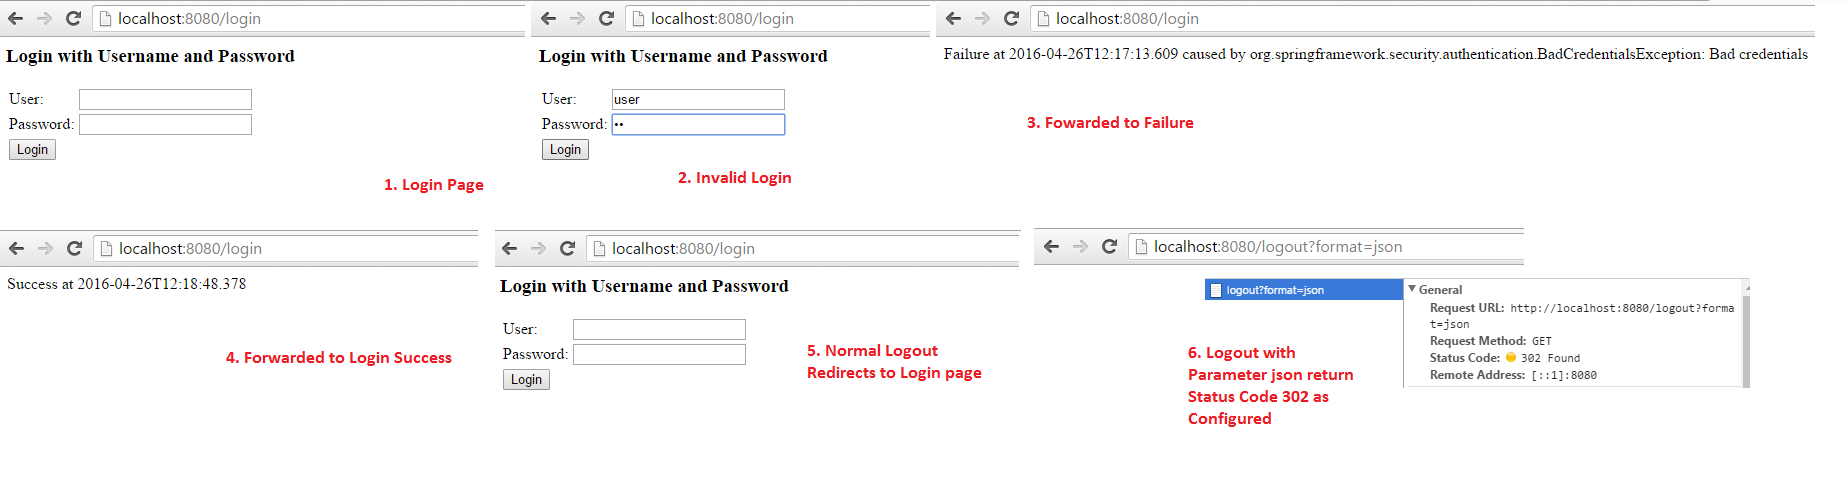 localhost:8080/login
Login with Username and Password
User:
Password:
Login
1. Login Page
localhost:8080/login
Login with Username and Password
User: user
Password: ••
Login
2. Invalid Login
localhost:8080/login
Failure at 2016-04-26T12:17:13.609 caused by org.springframework.security.authentication.BadCredentialsException: Bad credentials
3. Fowarded to Failure
localhost:8080/login
Success at 2016-04-26T12:18:48.378
4. Forwarded to Login Success
localhost:8080/login
Login with Username and Password
User:
Password:
Login
5. Normal Logout
Redirects to Login page
localhost:8080/logout?format=json
logout?format=json
General
Request URL: http://localhost:8080/logout?forma
t=json
Request Method: GET
Status Code: 302 Found
Remote Address: [::1]:8080
6. Logout with
Parameter json return
Status Code 302 as
Configured